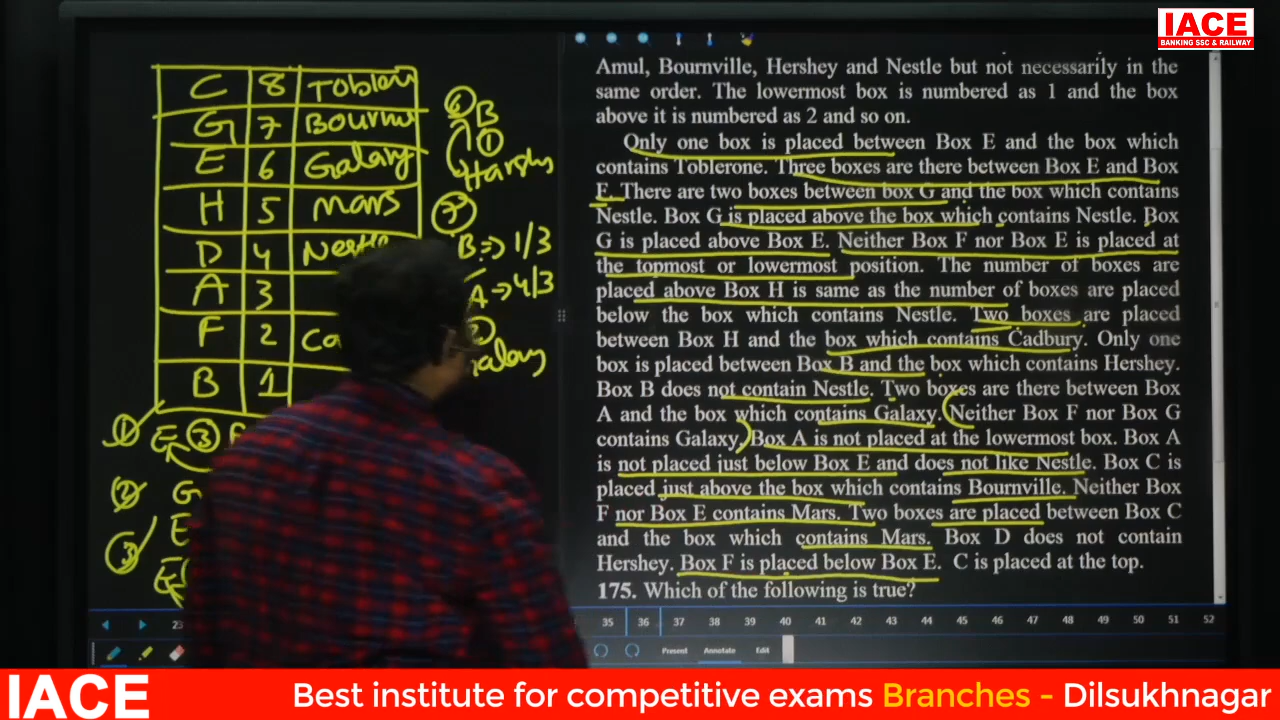 IACE
BANKING SSC & RAILWAY
C 8 Toblem
G 7 Bourn
E 6 Galaxy
H 5 mars
D 4 Nestle
A 3
F 2 Ca
B 1
B
1
Harshy
B => 1/3
A -> 4/3
1
E 3
2
G
3
E
Amul, Bournville, Hershey and Nestle but not necessarily in the
same order. The lowermost box is numbered as 1 and the box
above it is numbered as 2 and so on.
Only one box is placed between Box E and the box which
contains Toblerone. Three boxes are there between Box E and Box
E. There are two boxes between box G and the box which contains
Nestle. Box G is placed above the box which contains Nestle. Box
G is placed above Box E. Neither Box F nor Box E is placed at
the topmost or lowermost position. The number of boxes are
placed above Box H is same as the number of boxes are placed
below the box which contains Nestle. Two boxes are placed
between Box H and the box which contains Cadbury. Only one
box is placed between Box B and the box which contains Hershey.
Box B does not contain Nestle. Two boxes are there between Box
A and the box which contains Galaxy. Neither Box F nor Box G
contains Galaxy. Box A is not placed at the lowermost box. Box A
is not placed just below Box E and does not like Nestle. Box C is
placed just above the box which contains Bournville. Neither Box
F nor Box E contains Mars. Two boxes are placed between Box C
and the box which contains Mars. Box D does not contain
Hershey. Box F is placed below Box E. C is placed at the top.
175. Which of the following is true?
23 35 36 37 38 39 40 41 42 43 44 45 46 47 48 49 50 51 52
Present Annotate Edit
IACE Best institute for competitive exams Branches - Dilsukhnagar